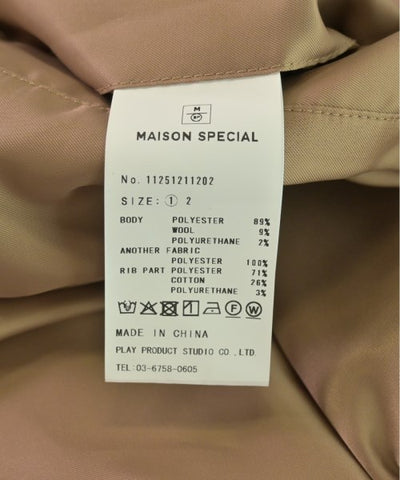 M
SP
MAISON SPECIAL
No. 11251211202
SIZE: ① 2
BODY POLYESTER 89%
WOOL 9%
POLYURETHANE 2%
ANOTHER FABRIC
POLYESTER 100%
RIB PART POLYESTER 71%
COTTON 26%
POLYURETHANE 3%
F W
MADE IN CHINA
PLAY PRODUCT STUDIO CO.,LTD.
TEL: 03-6758-0605